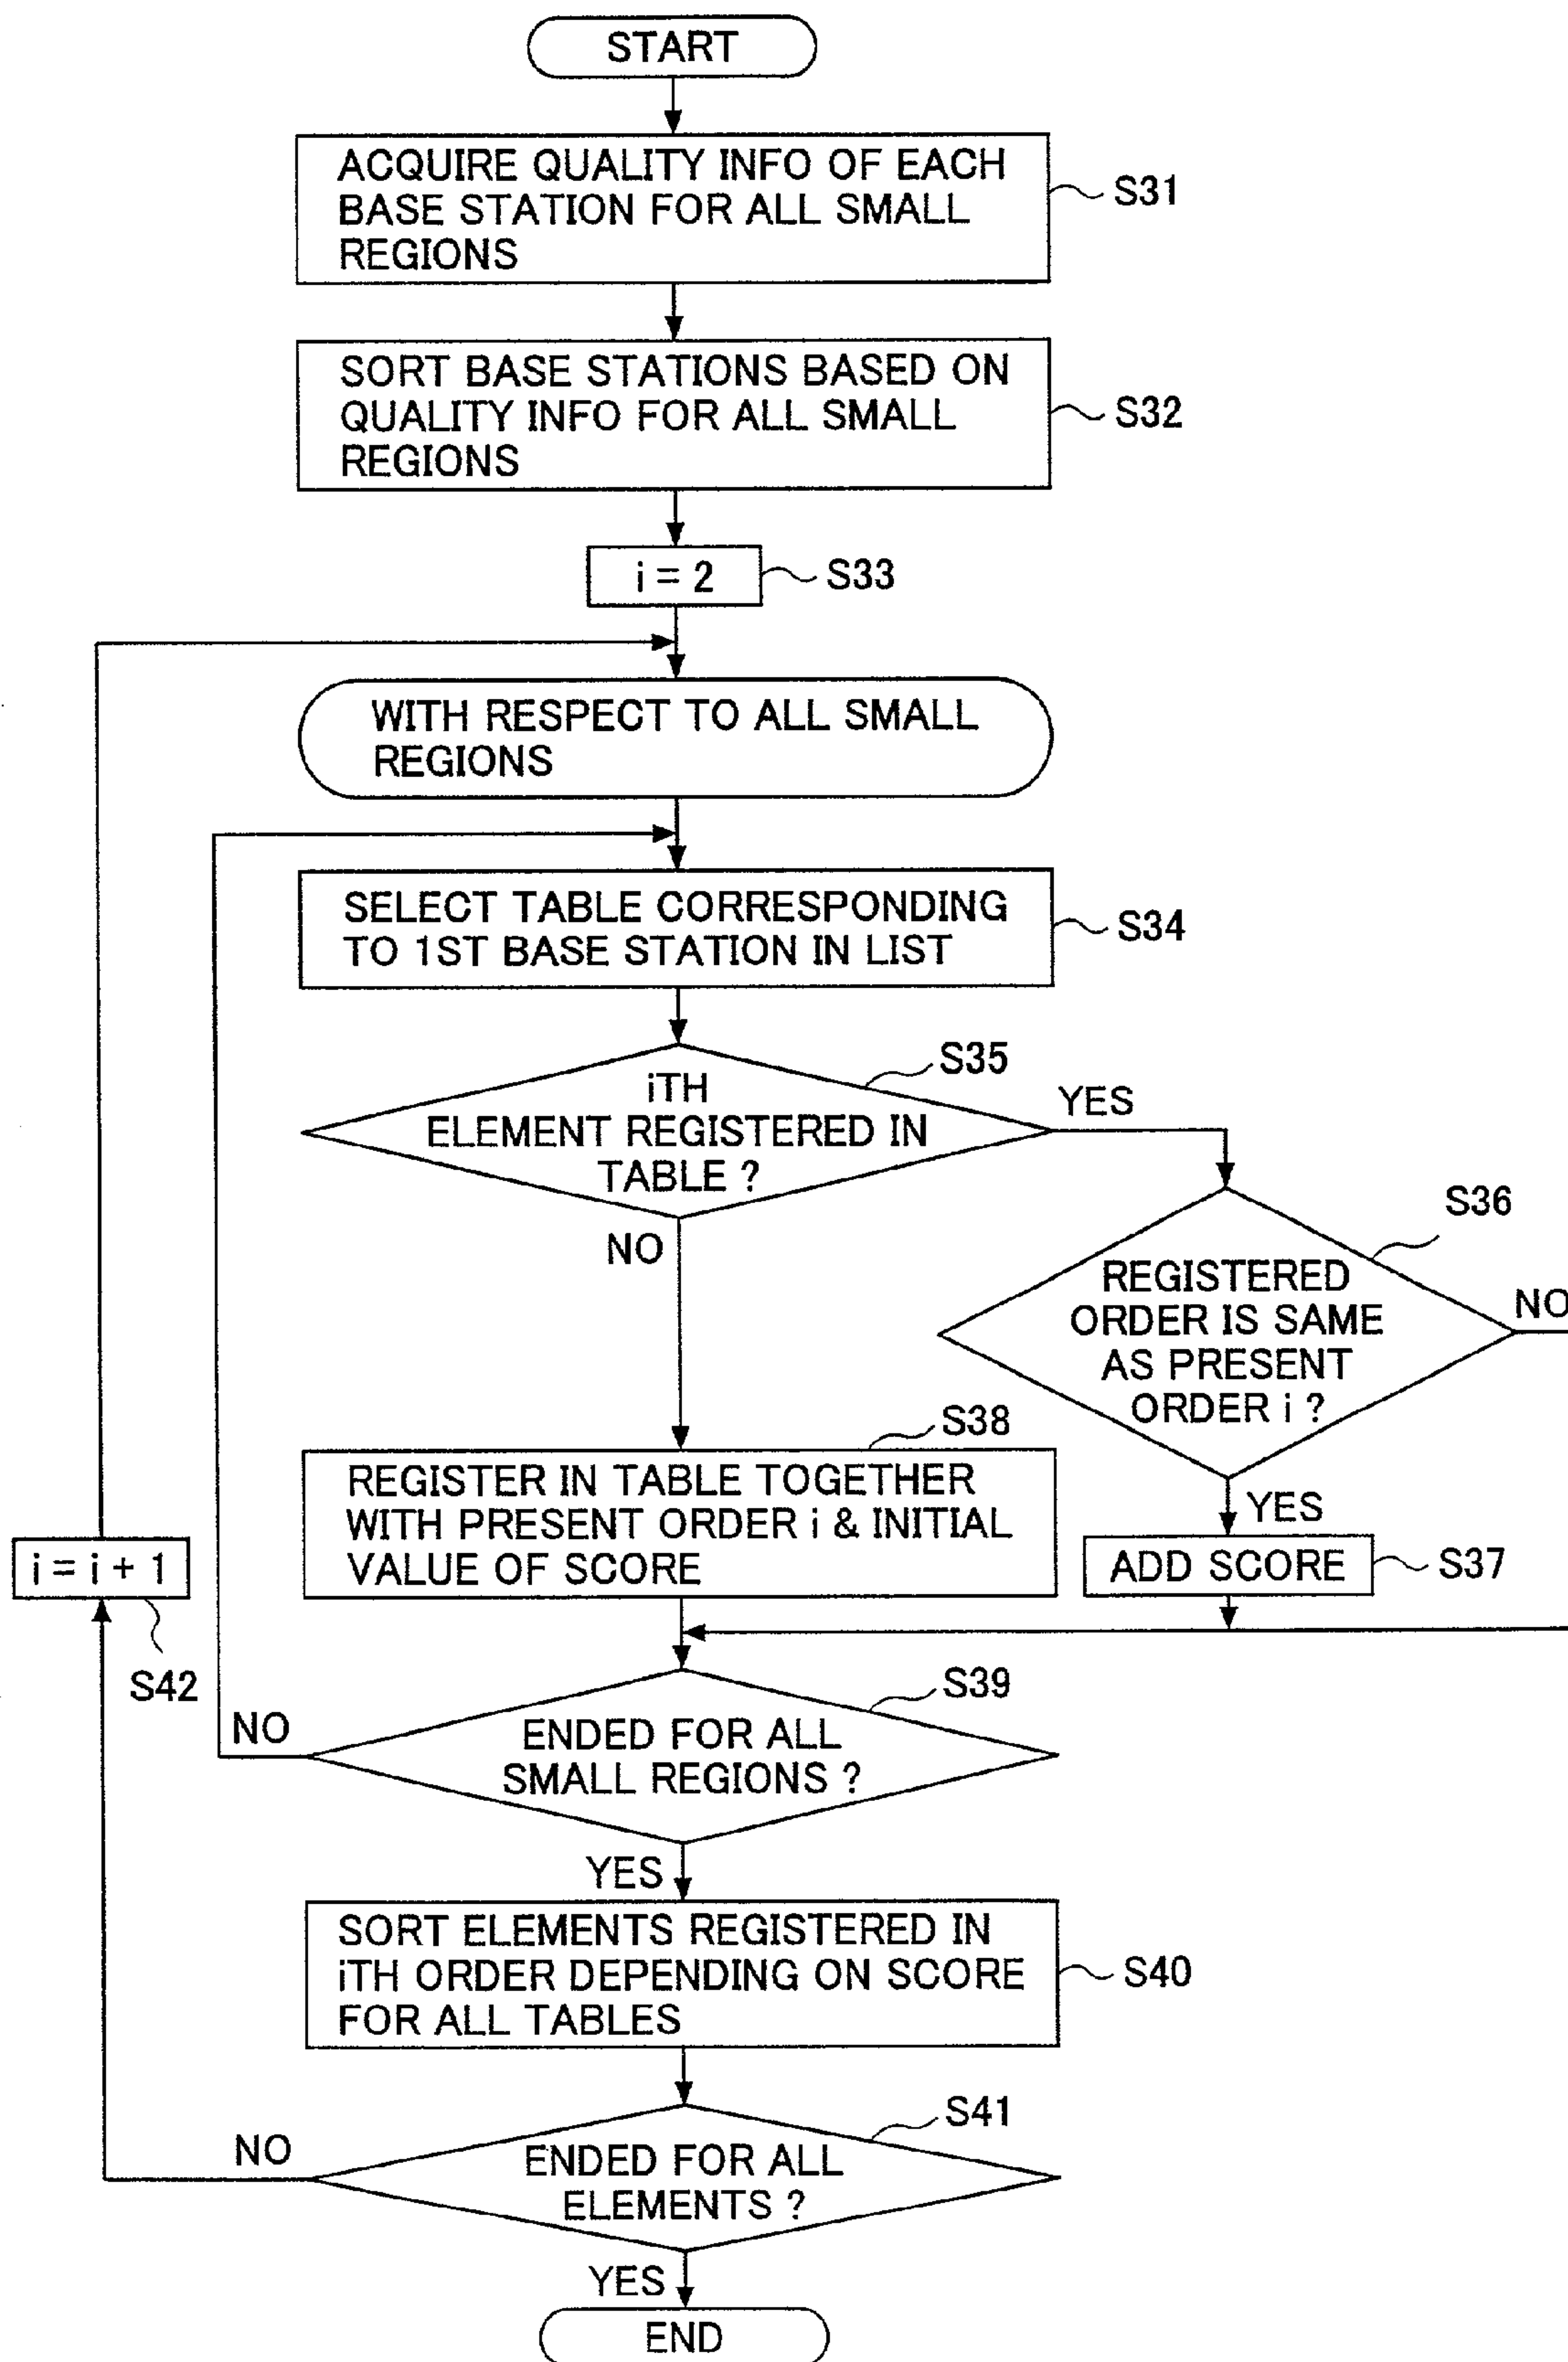 START
ACQUIRE QUALITY INFO OF EACH
BASE STATION FOR ALL SMALL
REGIONS
S31
SORT BASE STATIONS BASED ON
QUALITY INFO FOR ALL SMALL
REGIONS
S32
i = 2
S33
WITH RESPECT TO ALL SMALL
REGIONS
SELECT TABLE CORRESPONDING
TO 1ST BASE STATION IN LIST
S34
S35
iTH
ELEMENT REGISTERED IN
TABLE ?
YES
NO
S36
REGISTERED
ORDER IS SAME
AS PRESENT
ORDER i ?
NO
YES
S38
REGISTER IN TABLE TOGETHER
WITH PRESENT ORDER i & INITIAL
VALUE OF SCORE
ADD SCORE
S37
i = i + 1
S42
S39
ENDED FOR ALL
SMALL REGIONS ?
NO
YES
SORT ELEMENTS REGISTERED IN
iTH ORDER DEPENDING ON SCORE
FOR ALL TABLES
S40
S41
ENDED FOR ALL
ELEMENTS ?
NO
YES
END